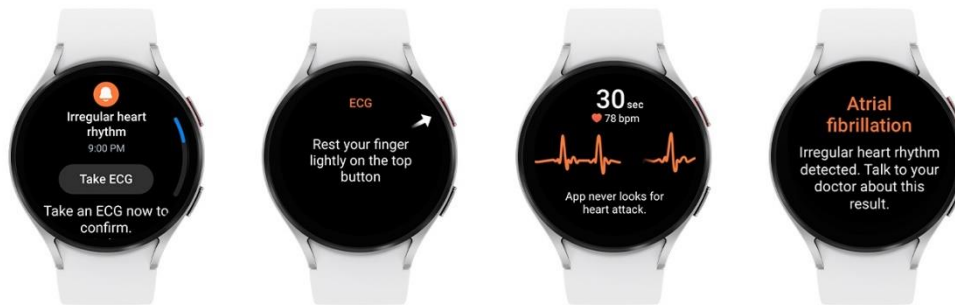 Irregular heart
rhythm
9:00 PM
Take ECG
Take an ECG now to
confirm.
ECG
Rest your finger
lightly on the top
button
30 sec
78 bpm
App never looks for
heart attack.
Atrial
fibrillation
Irregular heart rhythm
detected. Talk to your
doctor about this
result.